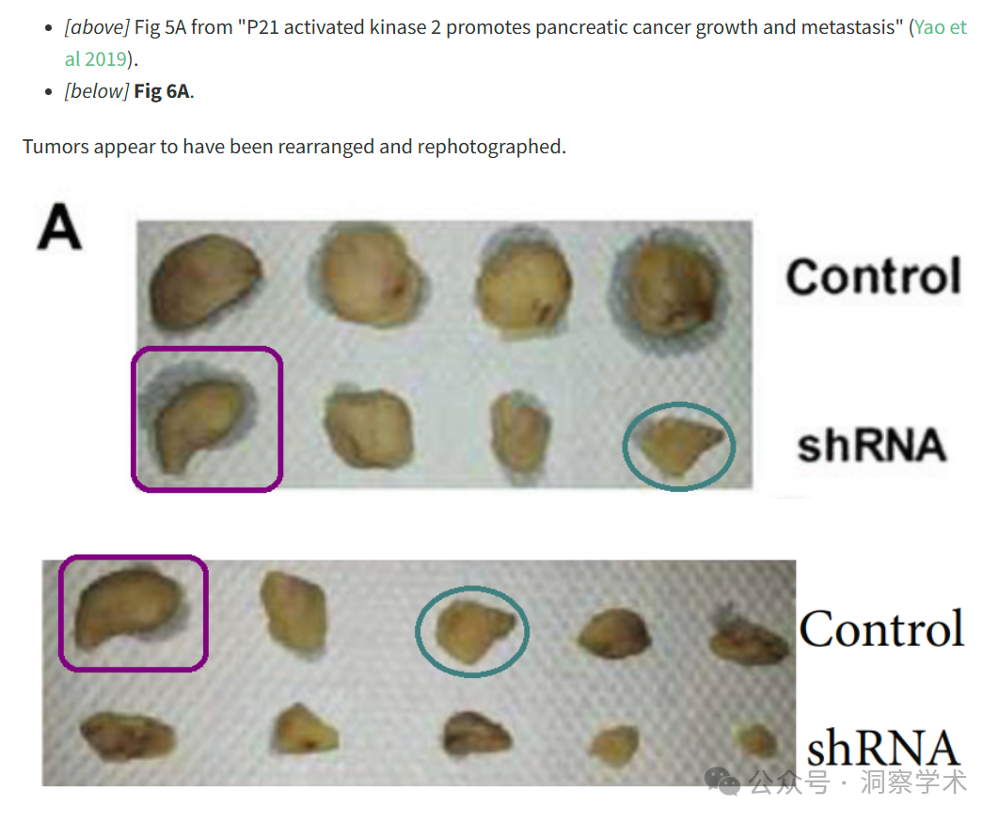 • [above] Fig 5A from "P21 activated kinase 2 promotes pancreatic cancer growth and metastasis" (Yao et
al 2019).
• [below] Fig 6A.
Tumors appear to have been rearranged and rephotographed.
A
Control
shRNA
Control
shRNA
公众号 · 洞察学术